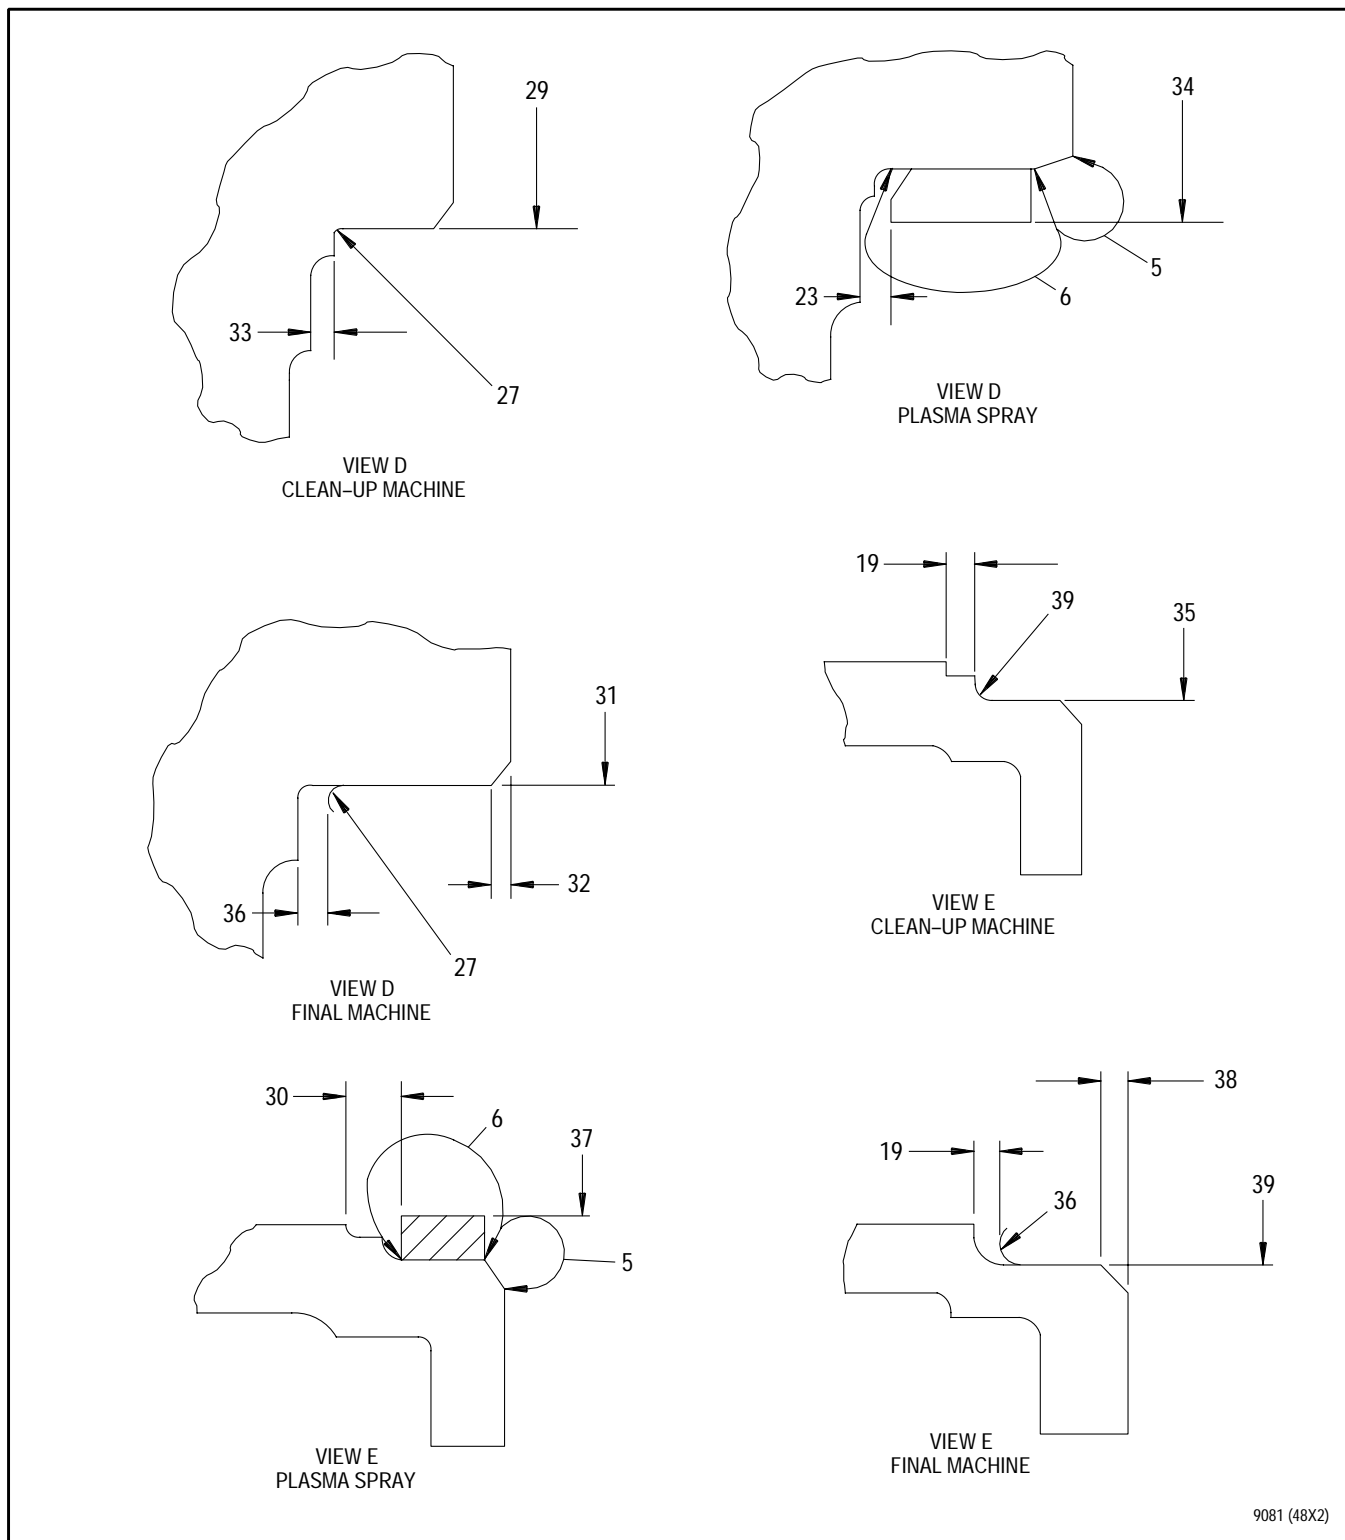 29
33
27
VIEW D
CLEAN–UP MACHINE
34
5
6
23
VIEW D
PLASMA SPRAY
31
32
36
27
VIEW D
FINAL MACHINE
19
39
35
VIEW E
CLEAN–UP MACHINE
30
6
37
5
VIEW E
PLASMA SPRAY
38
19
36
39
VIEW E
FINAL MACHINE
9081 (48X2)